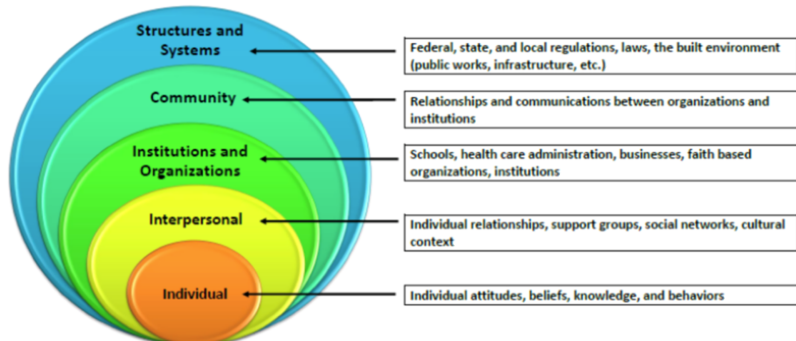 Structures and
Systems
Federal, state, and local regulations, laws, the built environment
(public works, infrastructure, etc.)
Community
Relationships and communications between organizations and
institutions
Institutions and
Organizations
Schools, health care administration, businesses, faith based
organizations, institutions
Interpersonal
Individual relationships, support groups, social networks, cultural
context
Individual
Individual attitudes, beliefs, knowledge, and behaviors